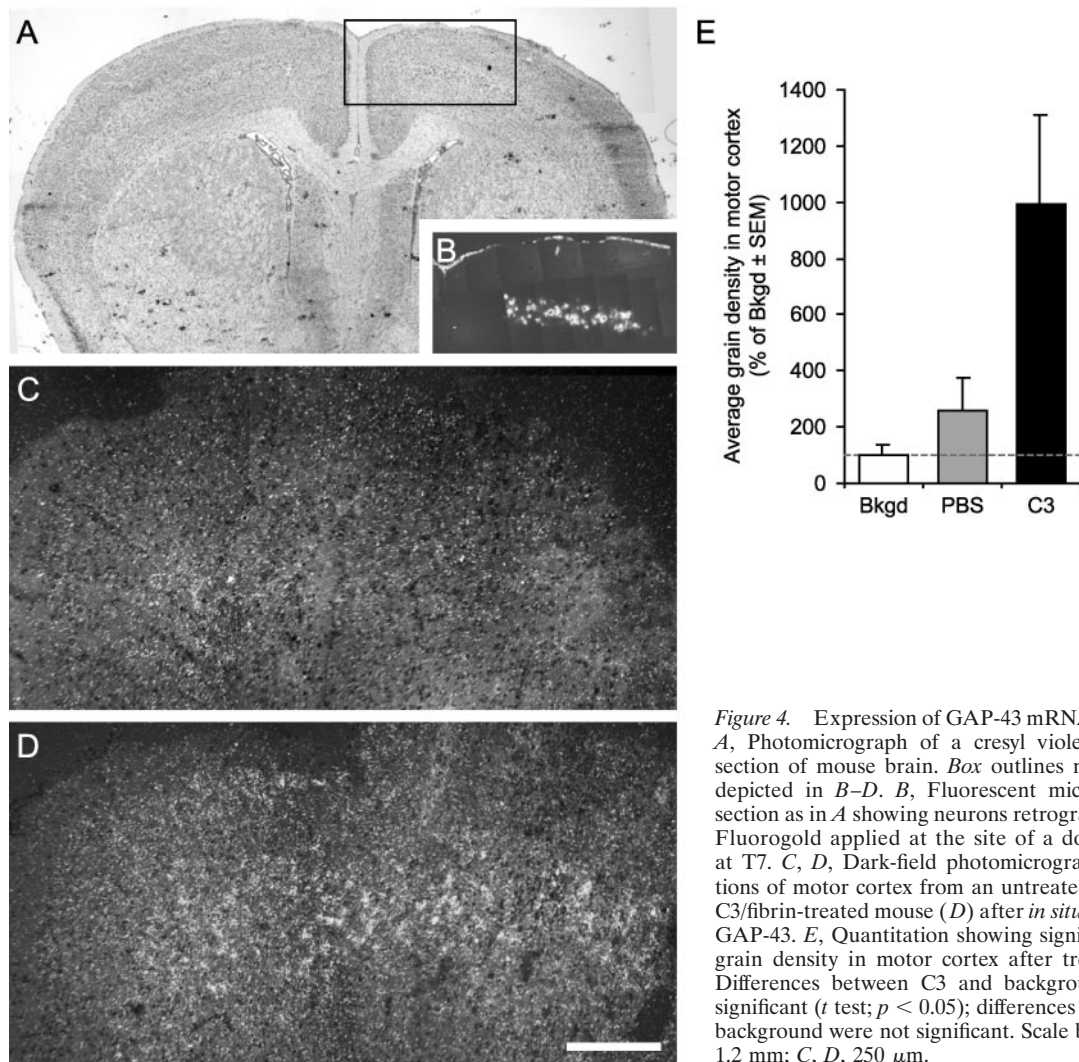 A
B
C
D
E
Average grain density in motor cortex
(% of Bkgd ± SEM)
1400
1200
1000
800
600
400
200
0
Bkgd
PBS
C3
Figure 4. Expression of GAP-43 mRNA
A, Photomicrograph of a cresyl viole
section of mouse brain. Box outlines
depicted in B–D. B, Fluorescent mic
section as in A showing neurons retrogra
Fluorogold applied at the site of a do
at T7. C, D, Dark-field photomicrogra
tions of motor cortex from an untreate
C3/fibrin-treated mouse (D) after in situ
GAP-43. E, Quantitation showing signi
grain density in motor cortex after tre
Differences between C3 and backgrou
significant (t test; p < 0.05); differences
background were not significant. Scale b
1.2 mm; C, D, 250 μm.